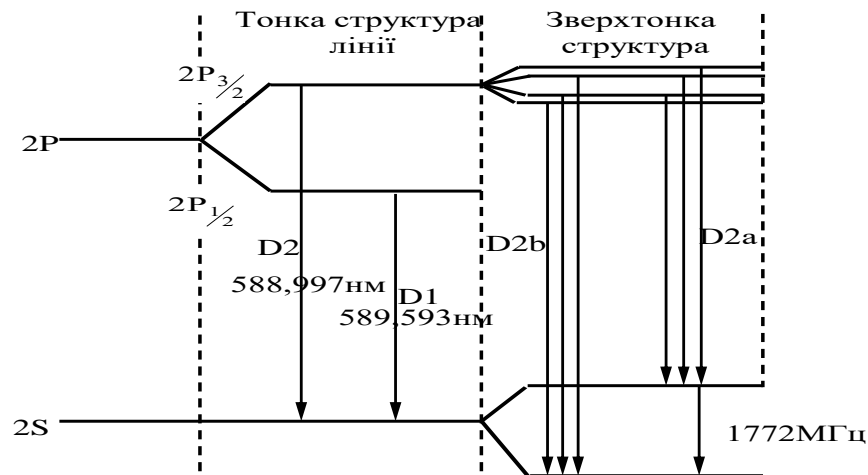 Тонка структура
лінії
Зверхтонка
структура
2P3/2
2P
2P1/2
D2
588,997нм
D1
589,593нм
D2b
D2a
2S
1772МГц